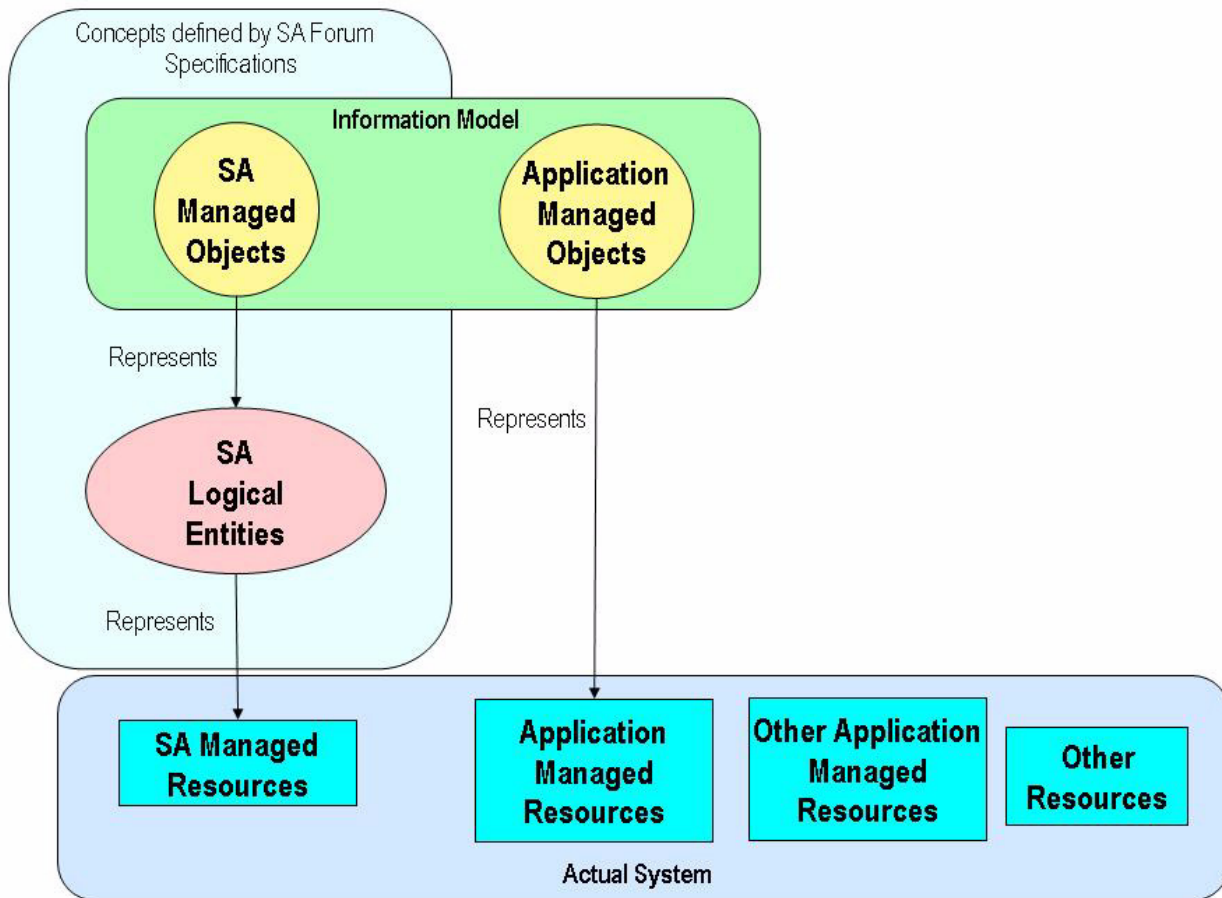 Concepts defined by SA Forum
Specifications
Information Model
SA
Managed
Objects
Application
Managed
Objects
Represents
Represents
SA
Logical
Entities
Represents
SA Managed
Resources
Application
Managed
Resources
Other Application
Managed
Resources
Other
Resources
Actual System